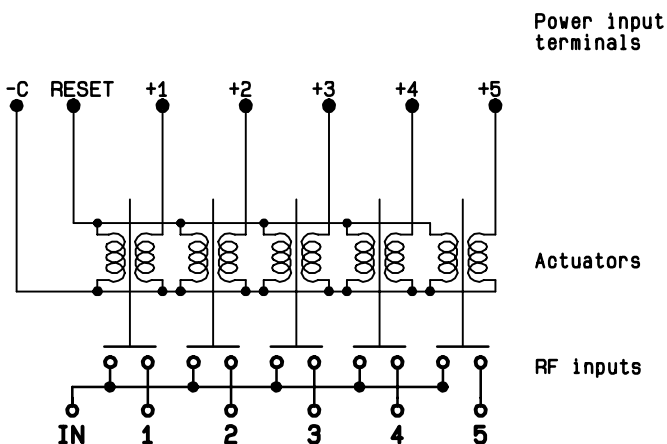 Power input
terminals
-C RESET +1 +2 +3 +4 +5
Actuators
RF inputs
IN 1 2 3 4 5